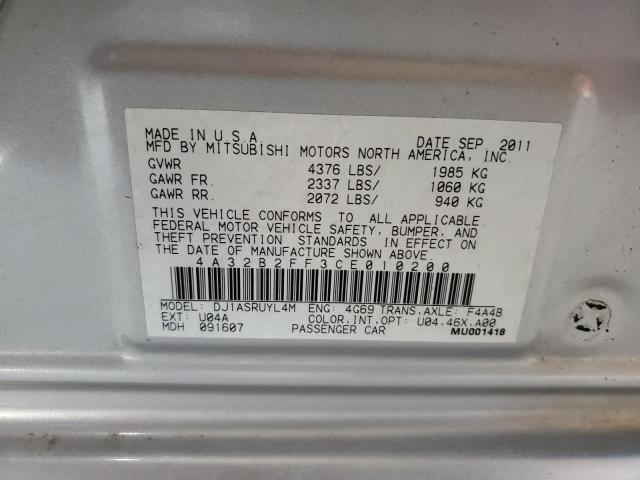 MADE IN U.S.A. DATE SEP. 2011
MFD BY MITSUBISHI MOTORS NORTH AMERICA, INC.
GVWR 4376 LBS/ 1985 KG
GAWR FR. 2337 LBS/ 1060 KG
GAWR RR. 2072 LBS/ 940 KG
THIS VEHICLE CONFORMS TO ALL APPLICABLE
FEDERAL MOTOR VEHICLE SAFETY, BUMPER, AND
THEFT PREVENTION STANDARDS IN EFFECT ON
THE DATE OF MANUFACTURE SHOWN ABOVE.
4A32B2FF3CE010200
MODEL: DJ1ASRUYL4M ENG: 4G69 TRANS.AXLE: F4A4B
EXT: U04A COLOR.INT.OPT: U04.46X.A00
MDH 091607 PASSENGER CAR MU001418